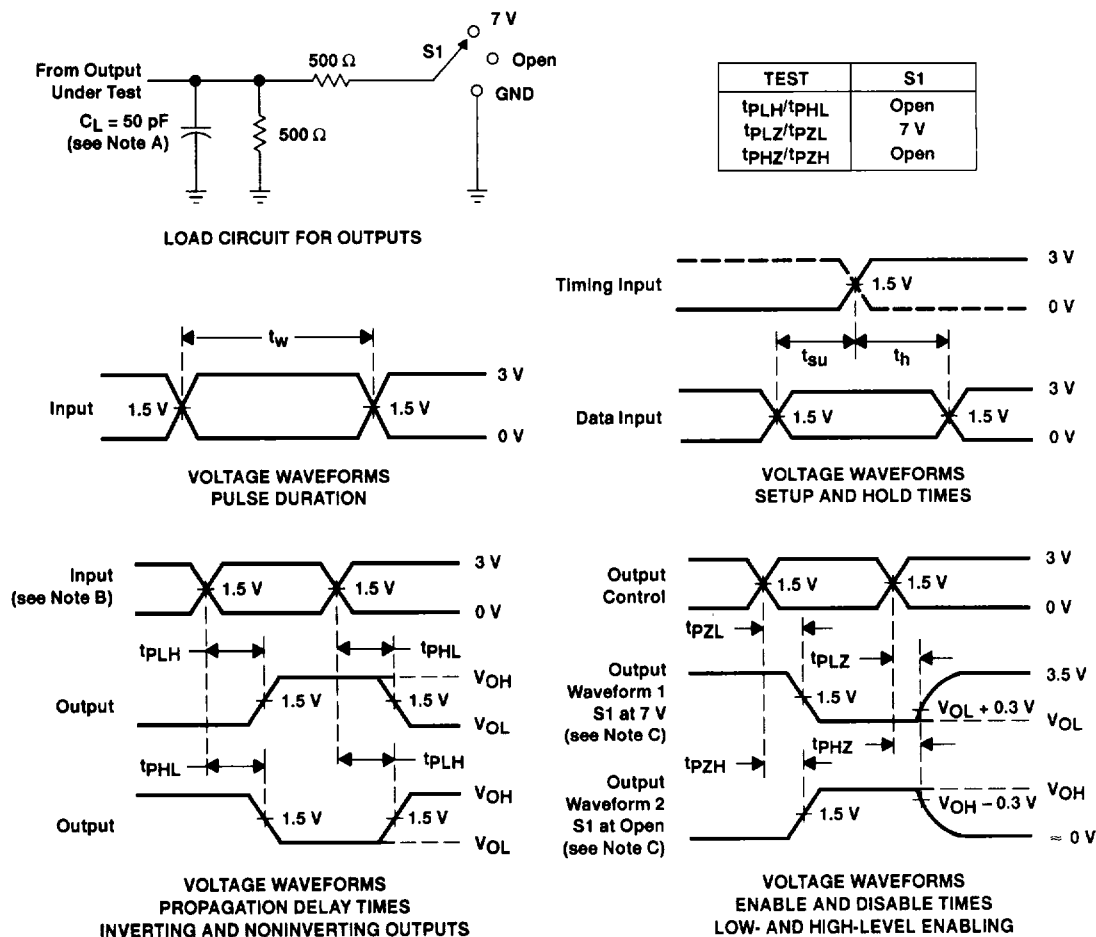 7 V
S1
Open
GND
500 Ω
From Output
Under Test
CL = 50 pF
(see Note A)
500 Ω
LOAD CIRCUIT FOR OUTPUTS
TEST S1
tPLH/tPHL Open
tPLZ/tPZL 7 V
tPHZ/tPZH Open
tw
3 V
Input 1.5 V 1.5 V
0 V
VOLTAGE WAVEFORMS
PULSE DURATION
3 V
Timing Input 1.5 V
0 V
tsu th
3 V
Data Input 1.5 V 1.5 V
0 V
VOLTAGE WAVEFORMS
SETUP AND HOLD TIMES
3 V
Input
(see Note B)
1.5 V 1.5 V
0 V
tPLH tPHL
VOH
Output 1.5 V 1.5 V
VOL
tPHL tPLH
VOH
Output 1.5 V 1.5 V
VOL
VOLTAGE WAVEFORMS
PROPAGATION DELAY TIMES
INVERTING AND NONINVERTING OUTPUTS
3 V
Output
Control
1.5 V 1.5 V
0 V
tPZL
tPLZ
Output
Waveform 1
S1 at 7 V
(see Note C)
3.5 V
1.5 V VOL + 0.3 V
VOL
tPHZ
tPZH
Output
Waveform 2
S1 at Open
(see Note C)
VOH
1.5 V VOH – 0.3 V
≈ 0 V
VOLTAGE WAVEFORMS
ENABLE AND DISABLE TIMES
LOW- AND HIGH-LEVEL ENABLING